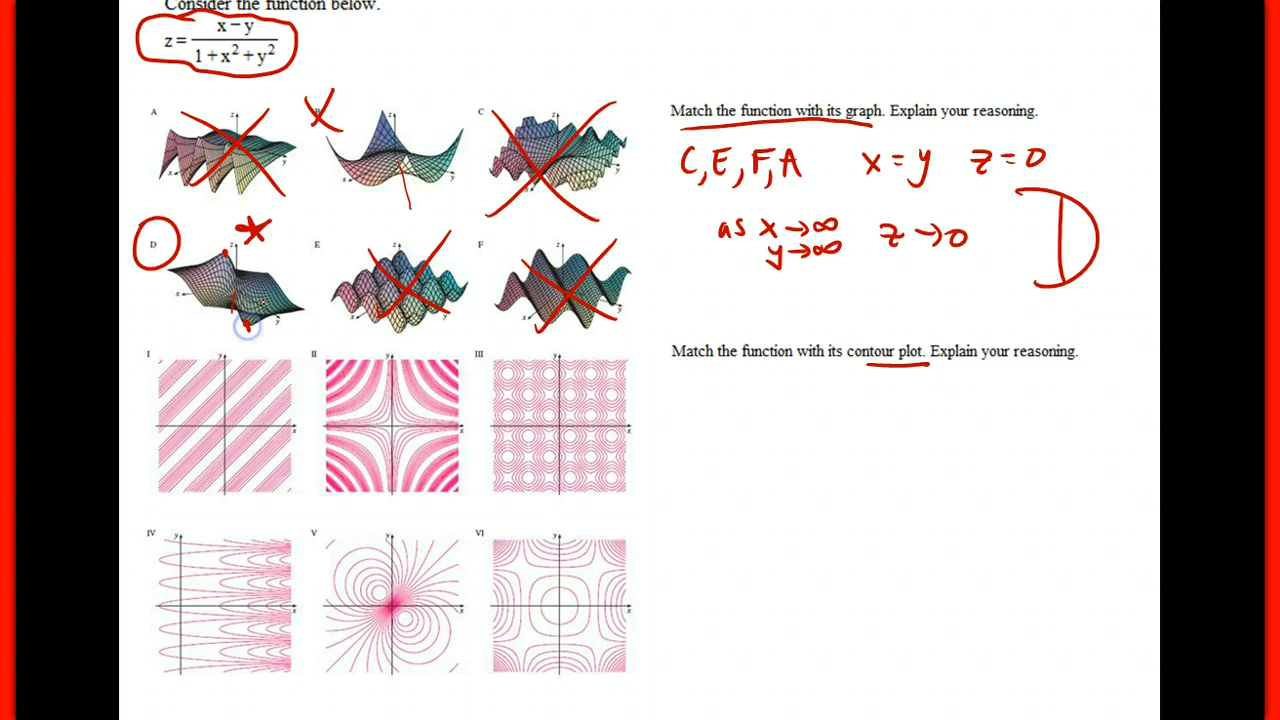 Consider the function below.
z = x − y / 1 + x² + y²
A
B
C
D
E
F
z
x
y
I
II
III
IV
V
VI
Match the function with its graph. Explain your reasoning.
C, E, F, A x = y z = 0
as x → ∞ z → 0
y → ∞
D
Match the function with its contour plot. Explain your reasoning.